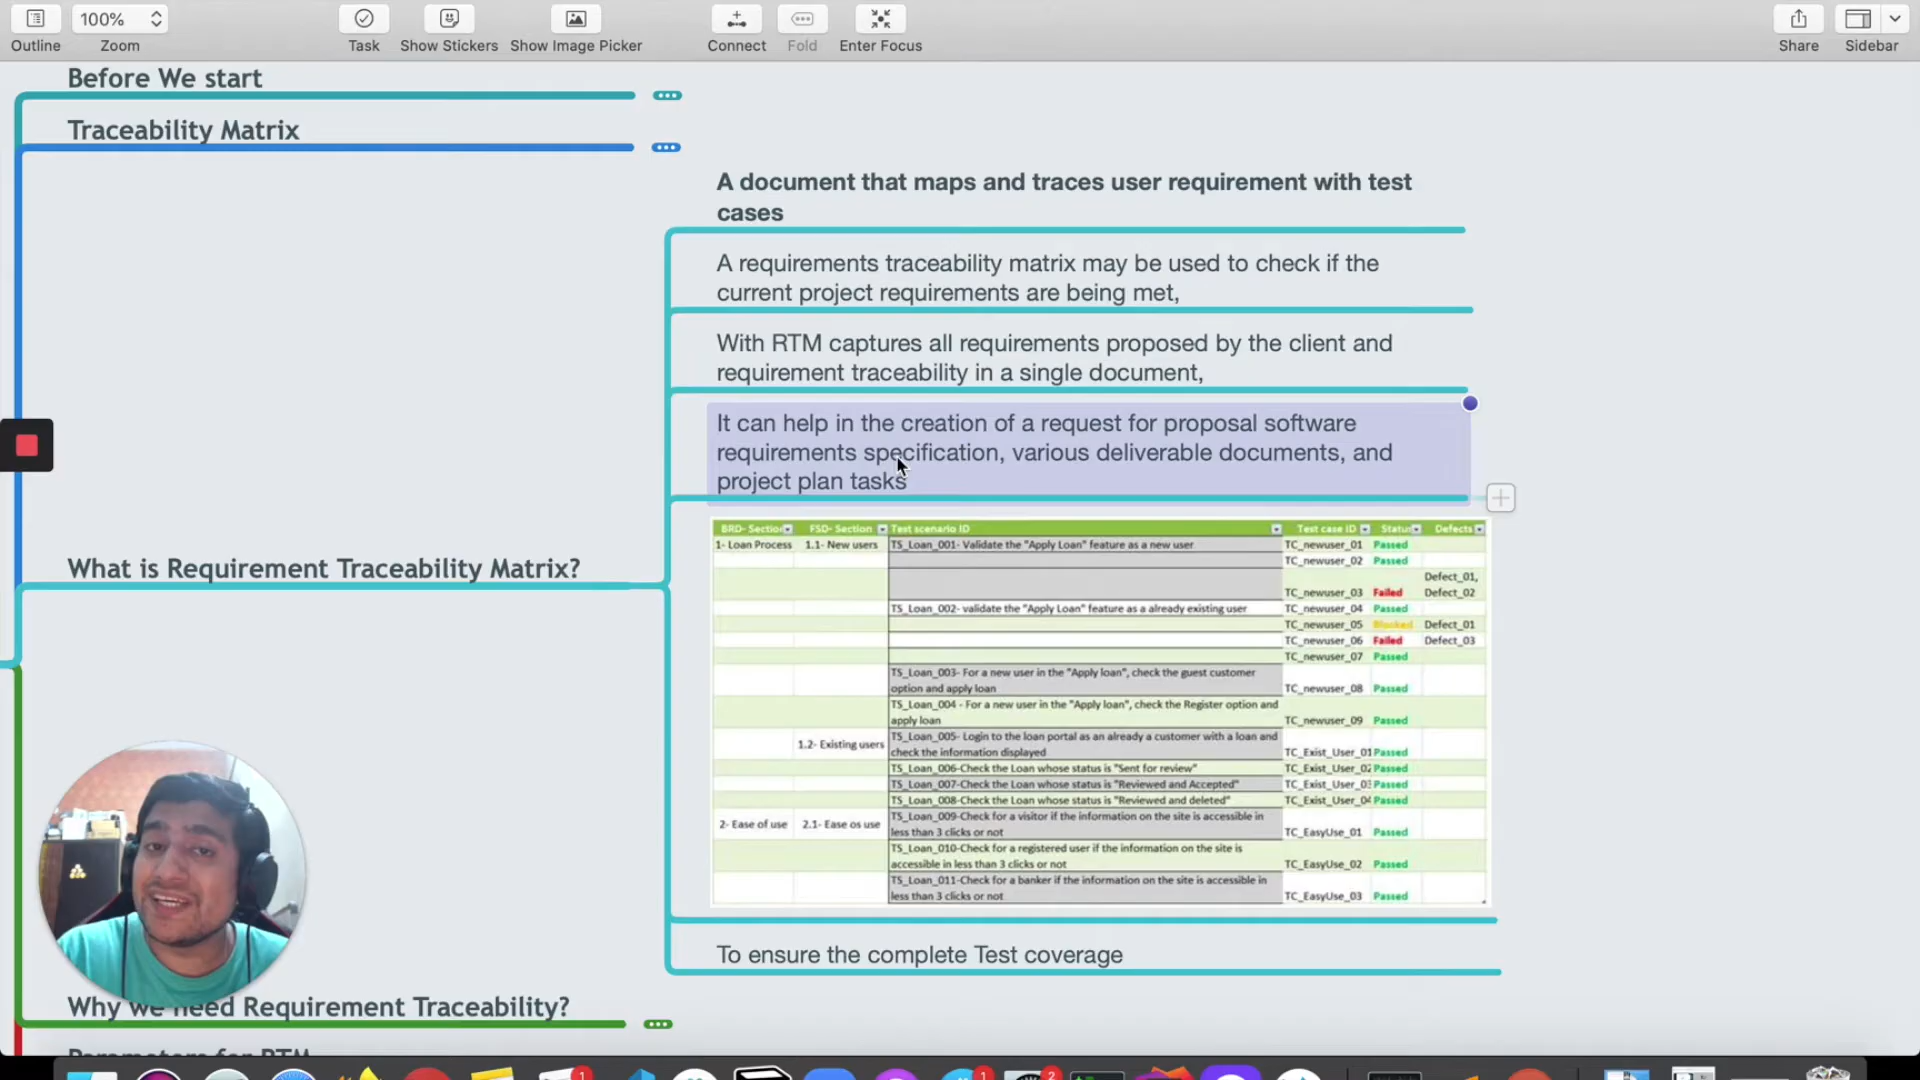 100%
Outline
Zoom
Task
Show Stickers
Show Image Picker
Connect
Fold
Enter Focus
Share
Sidebar
Before We start
Traceability Matrix
A document that maps and traces user requirement with test
cases
A requirements traceability matrix may be used to check if the
current project requirements are being met,
With RTM captures all requirements proposed by the client and
requirement traceability in a single document,
It can help in the creation of a request for proposal software
requirements specification, various deliverable documents, and
project plan tasks
What is Requirement Traceability Matrix?
BRD- Section FSD- Section Test scenario ID Test case ID Status Defects
1- Loan Process 1.1- New users TS_Loan_001- Validate the "Apply Loan" feature as a new user TC_newuser_01 Passed
TC_newuser_02 Passed
Defect_01,
TC_newuser_03 Failed Defect_02
TS_Loan_002- validate the "Apply Loan" feature as a already existing user TC_newuser_04 Passed
TC_newuser_05 Blocked Defect_01
TC_newuser_06 Failed Defect_03
TC_newuser_07 Passed
TS_Loan_003- For a new user in the "Apply loan", check the guest customer
option and apply loan TC_newuser_08 Passed
TS_Loan_004 - For a new user in the "Apply loan", check the Register option and
apply loan TC_newuser_09 Passed
1.2- Existing users TS_Loan_005- Login to the loan portal as an already a customer with a loan and
check the information displayed TC_Exist_User_01 Passed
TS_Loan_006-Check the Loan whose status is "Sent for review" TC_Exist_User_02 Passed
TS_Loan_007-Check the Loan whose status is "Reviewed and Accepted" TC_Exist_User_03 Passed
TS_Loan_008-Check the Loan whose status is "Reviewed and deleted" TC_Exist_User_04 Passed
2- Ease of use 2.1- Ease os use TS_Loan_009-Check for a visitor if the information on the site is accessible in
less than 3 clicks or not TC_EasyUse_01 Passed
TS_Loan_010-Check for a registered user if the information on the site is
accessible in less than 3 clicks or not TC_EasyUse_02 Passed
TS_Loan_011-Check for a banker if the information on the site is accessible in
less than 3 clicks or not TC_EasyUse_03 Passed
To ensure the complete Test coverage
Why we need Requirement Traceability?
Parameters for RTM
1
1
2